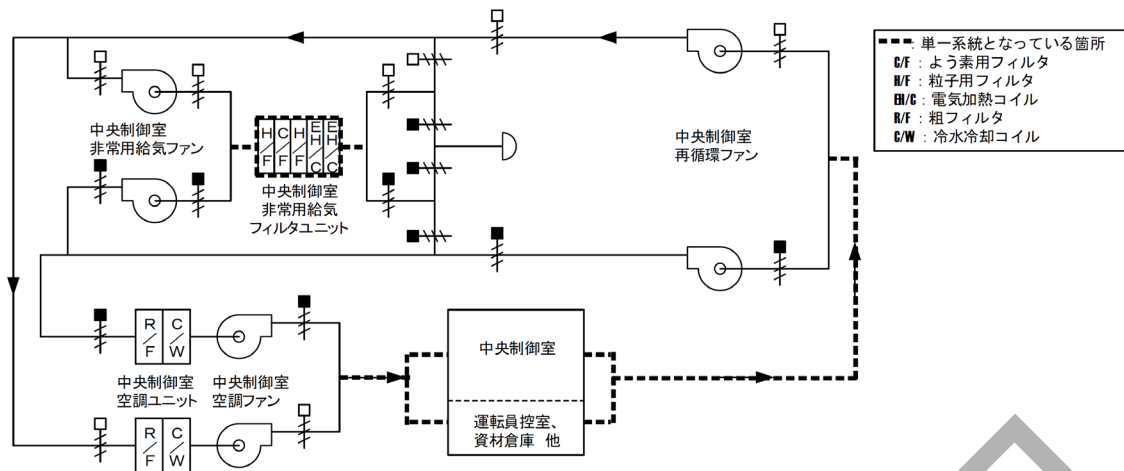 中央制御室
非常用給気ファン
H/F
C/F
H/F
EH/C
EH/C
中央制御室
非常用給気
フィルタユニット
中央制御室
再循環ファン
：単一系統となっている箇所
C/F ：よう素用フィルタ
H/F ：粒子用フィルタ
EH/C ：電気加熱コイル
R/F ：粗フィルタ
C/W ：冷水冷却コイル
R/F
C/W
中央制御室
空調ユニット
中央制御室
空調ファン
R/F
C/W
中央制御室
運転員控室、
資材倉庫 他